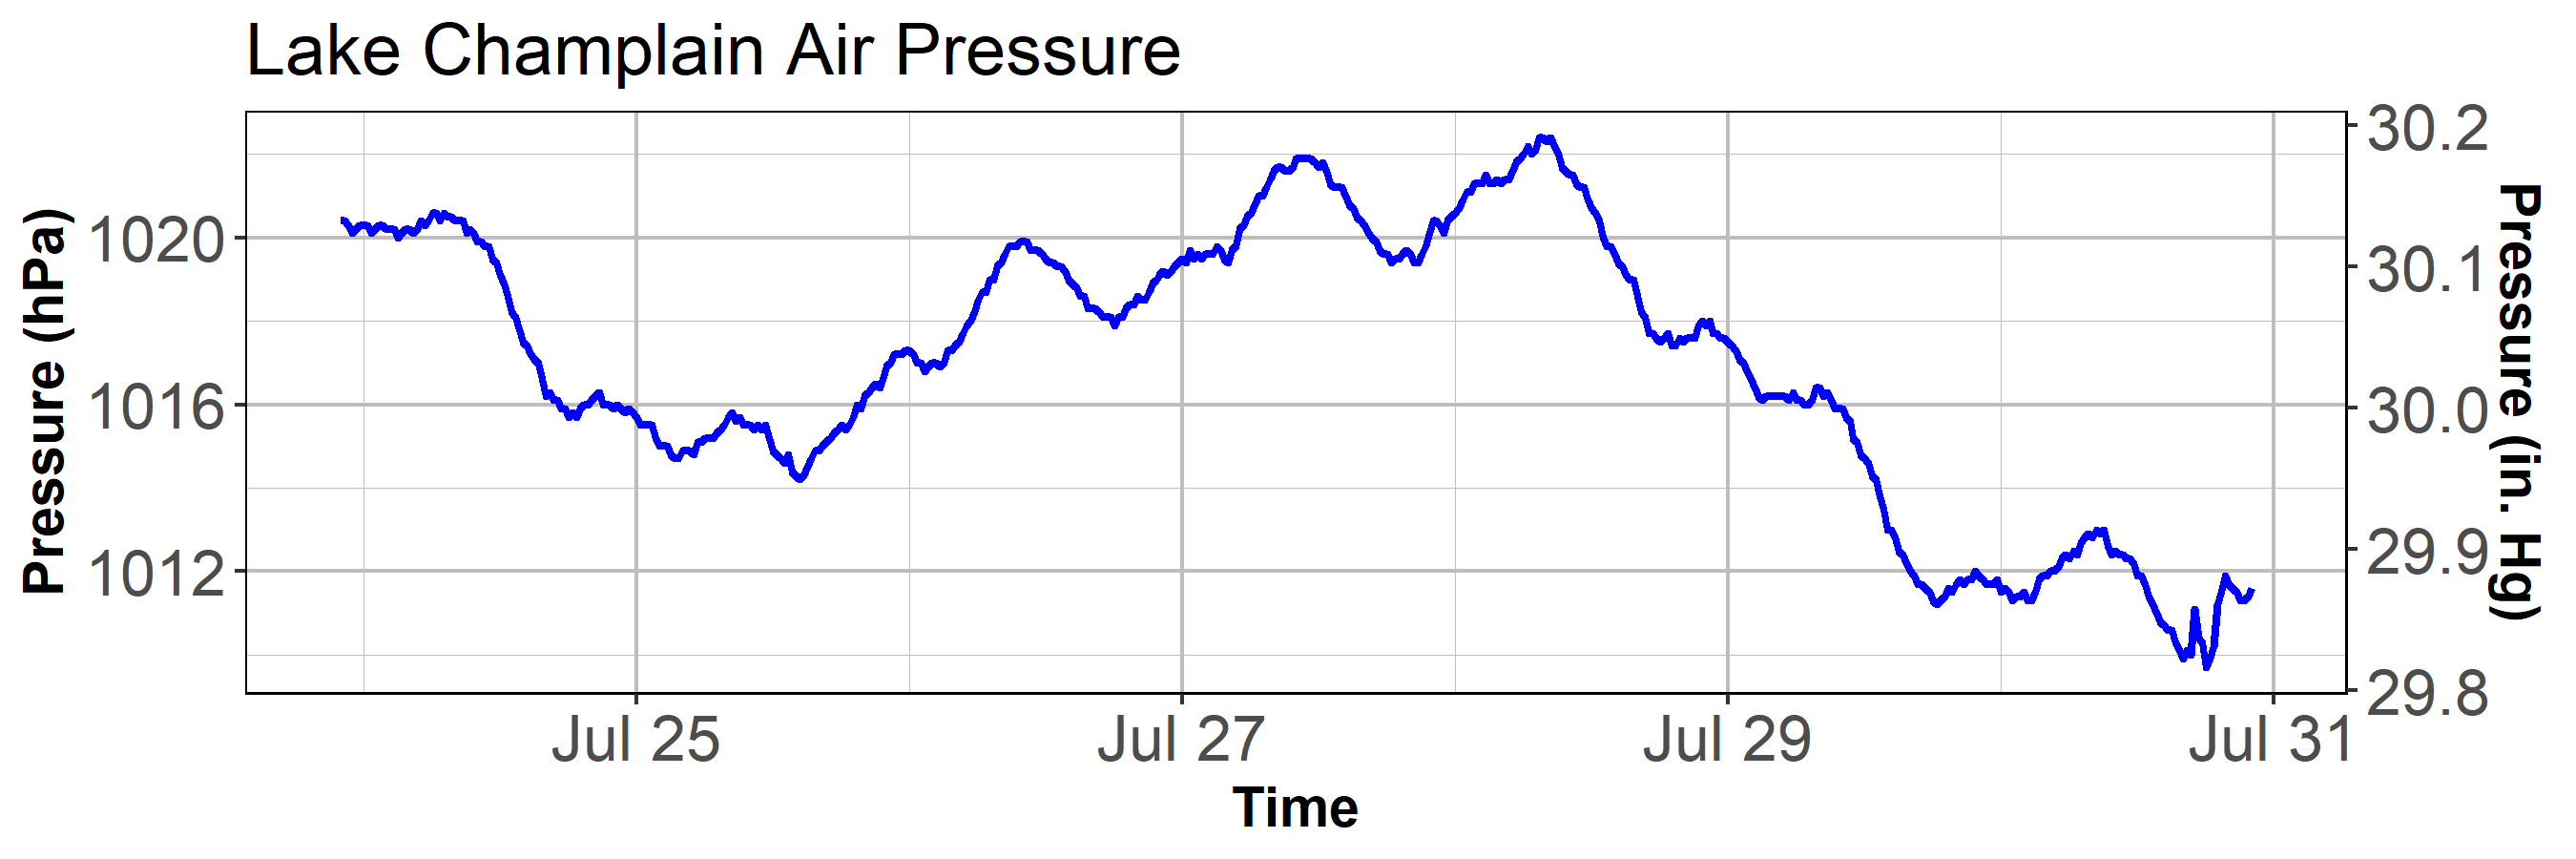 Lake Champlain Air Pressure
Pressure (hPa)
1020
1016
1012
30.2
30.1
30.0
29.9
29.8
Pressure (in. Hg)
Jul 25
Jul 27
Jul 29
Jul 31
Time